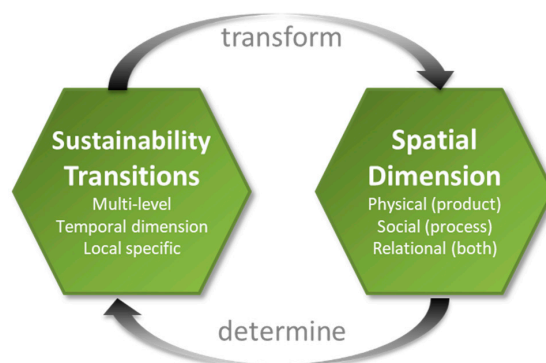 transform
Sustainability
Transitions
Multi-level
Temporal dimension
Local specific
Spatial
Dimension
Physical (product)
Social (process)
Relational (both)
determine